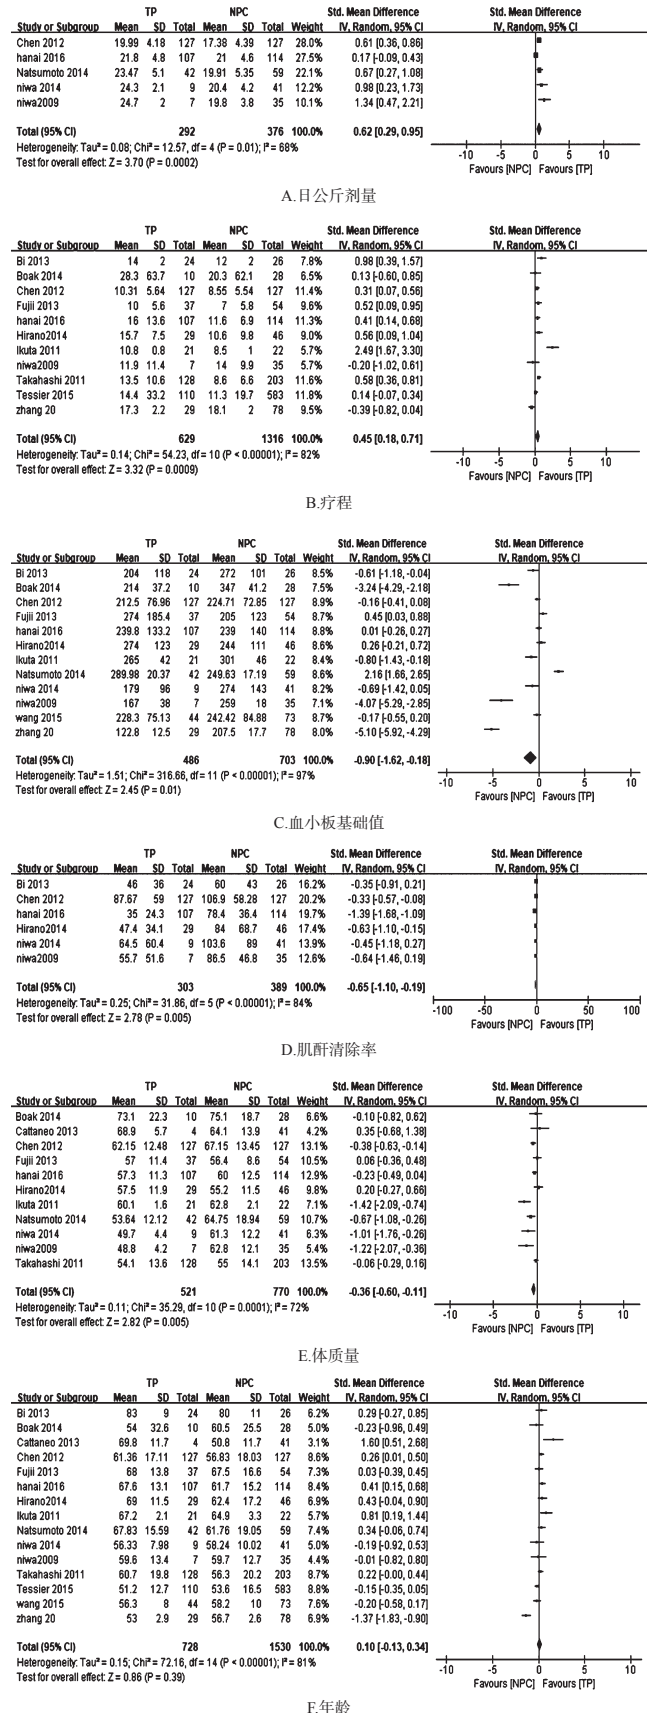 TP NPC Std. Mean Difference Std. Mean Difference
Study or Subgroup Mean SD Total Mean SD Total Weight IV, Random, 95% CI IV, Random, 95% CI
Chen 2012 19.99 4.18 127 17.38 4.39 127 28.0% 0.61 [0.36, 0.86]
hanai 2016 21.8 4.8 107 21 4.6 114 27.5% 0.17 [-0.09, 0.43]
Natsumoto 2014 23.47 5.1 42 19.91 5.35 59 21.5% 0.67 [0.27, 1.08]
niwa 2014 24.3 2.1 9 20.4 4.2 41 12.9% 0.98 [0.23, 1.73]
niwa2009 24.7 2 7 19.8 3.8 35 10.1% 1.34 [0.47, 2.21]
Total (95% CI) 292 376 100.0% 0.62 [0.29, 0.95]
Heterogeneity: Tau² = 0.08; Chi² = 12.57, df = 4 (P = 0.01); I² = 68%
Test for overall effect: Z = 3.70 (P = 0.0002)
-10 -5 0 5 10
Favours [NPC] Favours [TP]
A.日公斤剂量
TP NPC Std. Mean Difference Std. Mean Difference
Study or Subgroup Mean SD Total Mean SD Total Weight IV, Random, 95% CI IV, Random, 95% CI
Bi 2013 14 2 24 12 2 26 7.8% 0.98 [0.39, 1.57]
Boak 2014 28.3 63.7 10 20.3 62.1 28 7.0% 0.13 [-0.60, 0.85]
Chen 2012 10.31 5.64 127 8.55 5.54 127 11.4% 0.31 [0.07, 0.56]
Fujii 2013 10 5.6 37 7 5.8 54 9.5% 0.52 [0.09, 0.95]
hanai 2016 16 13.6 107 11.6 6.9 114 11.3% 0.41 [0.14, 0.68]
Hirano2014 15.7 7.5 29 10.6 9.8 46 9.1% 0.56 [0.09, 1.04]
Ikuta 2011 10.8 0.8 21 8.5 1 22 5.5% 2.49 [1.67, 3.30]
niwa2009 11.9 11.4 7 14 9.9 35 5.5% -0.20 [-1.02, 0.61]
Takahashi 2011 13.5 10.6 128 8.6 6.6 203 11.6% 0.58 [0.36, 0.81]
Tessier 2015 14.4 33.2 110 11.3 19.7 583 11.8% 0.14 [-0.07, 0.34]
zhang 20 17.3 2.2 29 18.1 2 78 9.5% -0.39 [-0.82, 0.04]
Total (95% CI) 629 1316 100.0% 0.45 [0.18, 0.71]
Heterogeneity: Tau² = 0.14; Chi² = 54.23, df = 10 (P < 0.00001); I² = 82%
Test for overall effect: Z = 3.32 (P = 0.0009)
-10 -5 0 5 10
Favours [NPC] Favours [TP]
B.疗程
TP NPC Std. Mean Difference Std. Mean Difference
Study or Subgroup Mean SD Total Mean SD Total Weight IV, Random, 95% CI IV, Random, 95% CI
Bi 2013 204 118 24 272 101 26 8.5% -0.61 [-1.18, -0.04]
Boak 2014 214 37.2 10 347 41.2 28 7.4% -3.24 [-4.29, -2.18]
Chen 2012 212.5 76.96 127 224.71 72.85 127 8.9% -0.16 [-0.41, 0.08]
Fujii 2013 274 185.4 37 205 123 54 8.7% 0.45 [0.03, 0.88]
hanai 2016 239.8 133.2 107 239 140 114 8.9% 0.01 [-0.26, 0.27]
Hirano2014 274 123 29 244 111 46 8.6% 0.26 [-0.21, 0.72]
Ikuta 2011 265 42 21 301 46 22 8.4% -0.80 [-1.43, -0.18]
Natsumoto 2014 289.98 20.37 42 249.63 17.19 59 8.6% 2.16 [1.66, 2.65]
niwa 2014 179 96 9 274 143 41 8.2% -0.69 [-1.42, 0.05]
niwa2009 167 38 7 259 18 35 7.1% -4.07 [-5.29, -2.85]
wang 2015 228.3 75.13 44 242.42 84.88 73 8.8% -0.17 [-0.55, 0.20]
zhang 20 122.8 12.5 29 207.5 17.7 78 8.0% -5.10 [-5.92, -4.29]
Total (95% CI) 486 703 100.0% -0.90 [-1.62, -0.18]
Heterogeneity: Tau² = 1.51; Chi² = 316.66, df = 11 (P < 0.00001); I² = 97%
Test for overall effect: Z = 2.45 (P = 0.01)
-10 -5 0 5 10
Favours [NPC] Favours [TP]
C.血小板基础值
TP NPC Std. Mean Difference Std. Mean Difference
Study or Subgroup Mean SD Total Mean SD Total Weight IV, Random, 95% CI IV, Random, 95% CI
Bi 2013 46 36 24 60 43 26 16.2% -0.35 [-0.91, 0.21]
Chen 2012 87.67 59 127 106.9 58.28 127 20.2% -0.33 [-0.57, -0.08]
hanai 2016 35 24.3 107 78.4 36.4 114 19.7% -1.39 [-1.68, -1.09]
Hirano2014 47.4 34.1 29 84 68.7 46 17.6% -0.63 [-1.10, -0.15]
niwa 2014 64.5 60.4 9 103.6 89 41 13.8% -0.45 [-1.18, 0.27]
niwa2009 55.7 51.6 7 86.5 46.8 35 12.5% -0.64 [-1.46, 0.19]
Total (95% CI) 303 389 100.0% -0.65 [-1.10, -0.19]
Heterogeneity: Tau² = 0.25; Chi² = 31.86, df = 5 (P < 0.00001); I² = 84%
Test for overall effect: Z = 2.78 (P = 0.005)
-100 -50 0 50 100
Favours [NPC] Favours [TP]
D.肌酐清除率
TP NPC Std. Mean Difference Std. Mean Difference
Study or Subgroup Mean SD Total Mean SD Total Weight IV, Random, 95% CI IV, Random, 95% CI
Boak 2014 73.1 22.3 10 75.1 18.7 28 6.6% -0.10 [-0.82, 0.62]
Cattaneo 2013 68.9 5.7 4 64.1 13.9 41 4.2% 0.35 [-0.68, 1.38]
Chen 2012 62.15 12.48 127 67.15 13.45 127 13.2% -0.38 [-0.63, -0.14]
Fujii 2013 57 11.4 37 56.4 8.6 54 10.5% 0.06 [-0.36, 0.48]
hanai 2016 57.3 11.3 107 60 12.5 114 12.9% -0.23 [-0.49, 0.04]
Hirano2014 57.5 11.9 29 55.2 11.5 46 9.8% 0.20 [-0.27, 0.66]
Ikuta 2011 60.1 1.6 21 62.8 2.1 22 7.0% -1.42 [-2.09, -0.74]
Natsumoto 2014 53.64 12.12 42 64.75 18.94 59 10.7% -0.67 [-1.08, -0.26]
niwa 2014 49.7 4.4 9 61.3 12.2 41 6.3% -1.01 [-1.76, -0.26]
niwa2009 48.8 4.2 7 62.8 12.1 35 5.4% -1.22 [-2.07, -0.36]
Takahashi 2011 54.1 13.6 128 55 14.1 203 13.5% -0.06 [-0.29, 0.16]
Total (95% CI) 521 770 100.0% -0.36 [-0.60, -0.11]
Heterogeneity: Tau² = 0.11; Chi² = 35.29, df = 10 (P = 0.0001); I² = 72%
Test for overall effect: Z = 2.82 (P = 0.005)
-10 -5 0 5 10
Favours [NPC] Favours [TP]
E.体质量
TP NPC Std. Mean Difference Std. Mean Difference
Study or Subgroup Mean SD Total Mean SD Total Weight IV, Random, 95% CI IV, Random, 95% CI
Bi 2013 83 9 24 80 11 26 6.2% 0.29 [-0.27, 0.85]
Boak 2014 54 32.6 10 60.5 25.5 28 5.0% -0.23 [-0.96, 0.49]
Cattaneo 2013 69.8 11.7 4 50.8 11.7 41 3.1% 1.60 [0.51, 2.68]
Chen 2012 61.36 17.11 127 56.83 18.03 127 8.8% 0.26 [0.01, 0.50]
Fujii 2013 68 13.8 37 67.5 16.6 54 7.5% 0.03 [-0.39, 0.45]
hanai 2016 67.6 13.1 107 61.7 15.2 114 8.6% 0.41 [0.15, 0.68]
Hirano2014 69 11.5 29 62.4 17.2 46 7.1% 0.43 [-0.04, 0.90]
Ikuta 2011 67.2 2.1 21 64.9 3.3 22 5.7% 0.81 [0.19, 1.44]
Natsumoto 2014 67.83 15.59 42 61.76 19.05 59 7.6% 0.34 [-0.06, 0.74]
niwa 2014 56.33 7.98 9 58.24 10.02 41 5.0% -0.19 [-0.92, 0.53]
niwa2009 59.6 13.4 7 59.7 12.7 35 4.5% -0.01 [-0.82, 0.80]
Takahashi 2011 60.7 19.8 128 56.3 20.2 203 8.9% 0.22 [-0.00, 0.44]
Tessier 2015 51.2 12.7 110 53.6 16.5 583 9.0% -0.15 [-0.35, 0.05]
wang 2015 56.3 8 44 58.2 10 73 7.8% -0.20 [-0.58, 0.17]
zhang 20 53 2.9 29 56.7 2.6 78 7.1% -1.37 [-1.83, -0.90]
Total (95% CI) 728 1530 100.0% 0.10 [-0.13, 0.34]
Heterogeneity: Tau² = 0.15; Chi² = 72.16, df = 14 (P < 0.00001); I² = 81%
Test for overall effect: Z = 0.86 (P = 0.39)
-10 -5 0 5 10
Favours [NPC] Favours [TP]
F.年龄